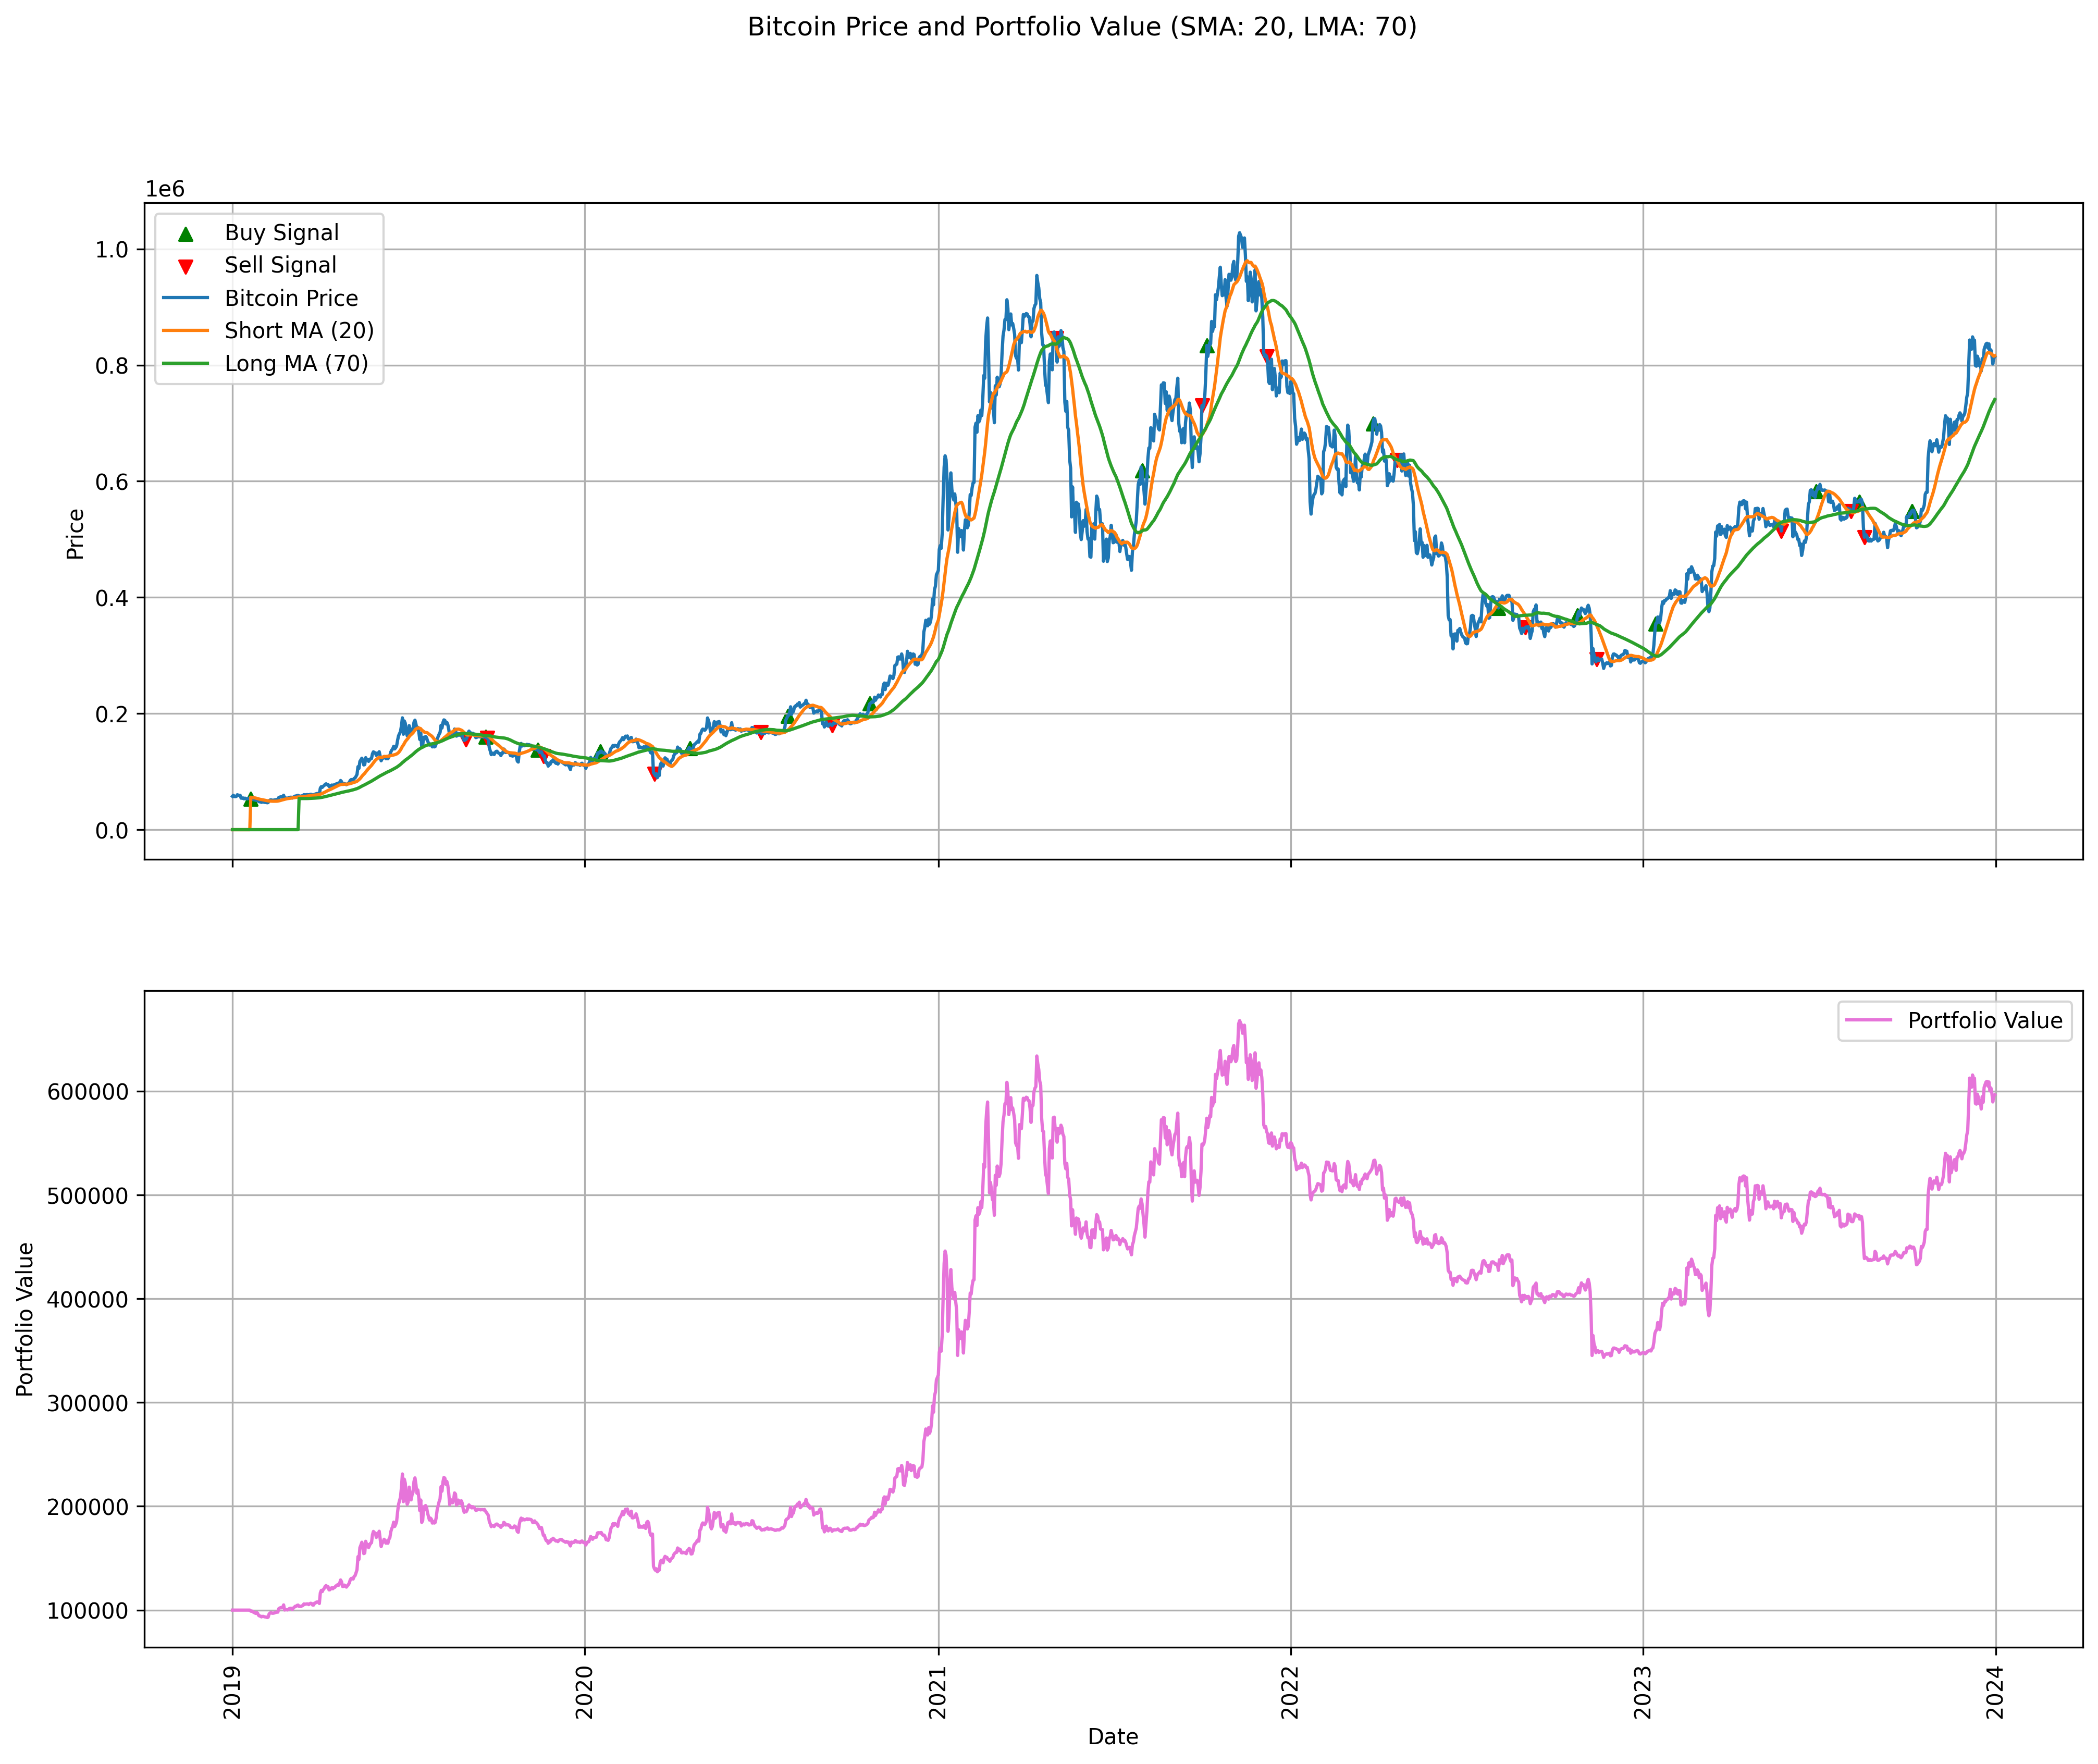 Bitcoin Price and Portfolio Value (SMA: 20, LMA: 70)
1e6
Buy Signal
Sell Signal
Bitcoin Price
Short MA (20)
Long MA (70)
1.0
0.8
0.6
0.4
0.2
0.0
Price
Portfolio Value
600000
500000
400000
300000
200000
100000
Portfolio Value
2019
2020
2021
2022
2023
2024
Date